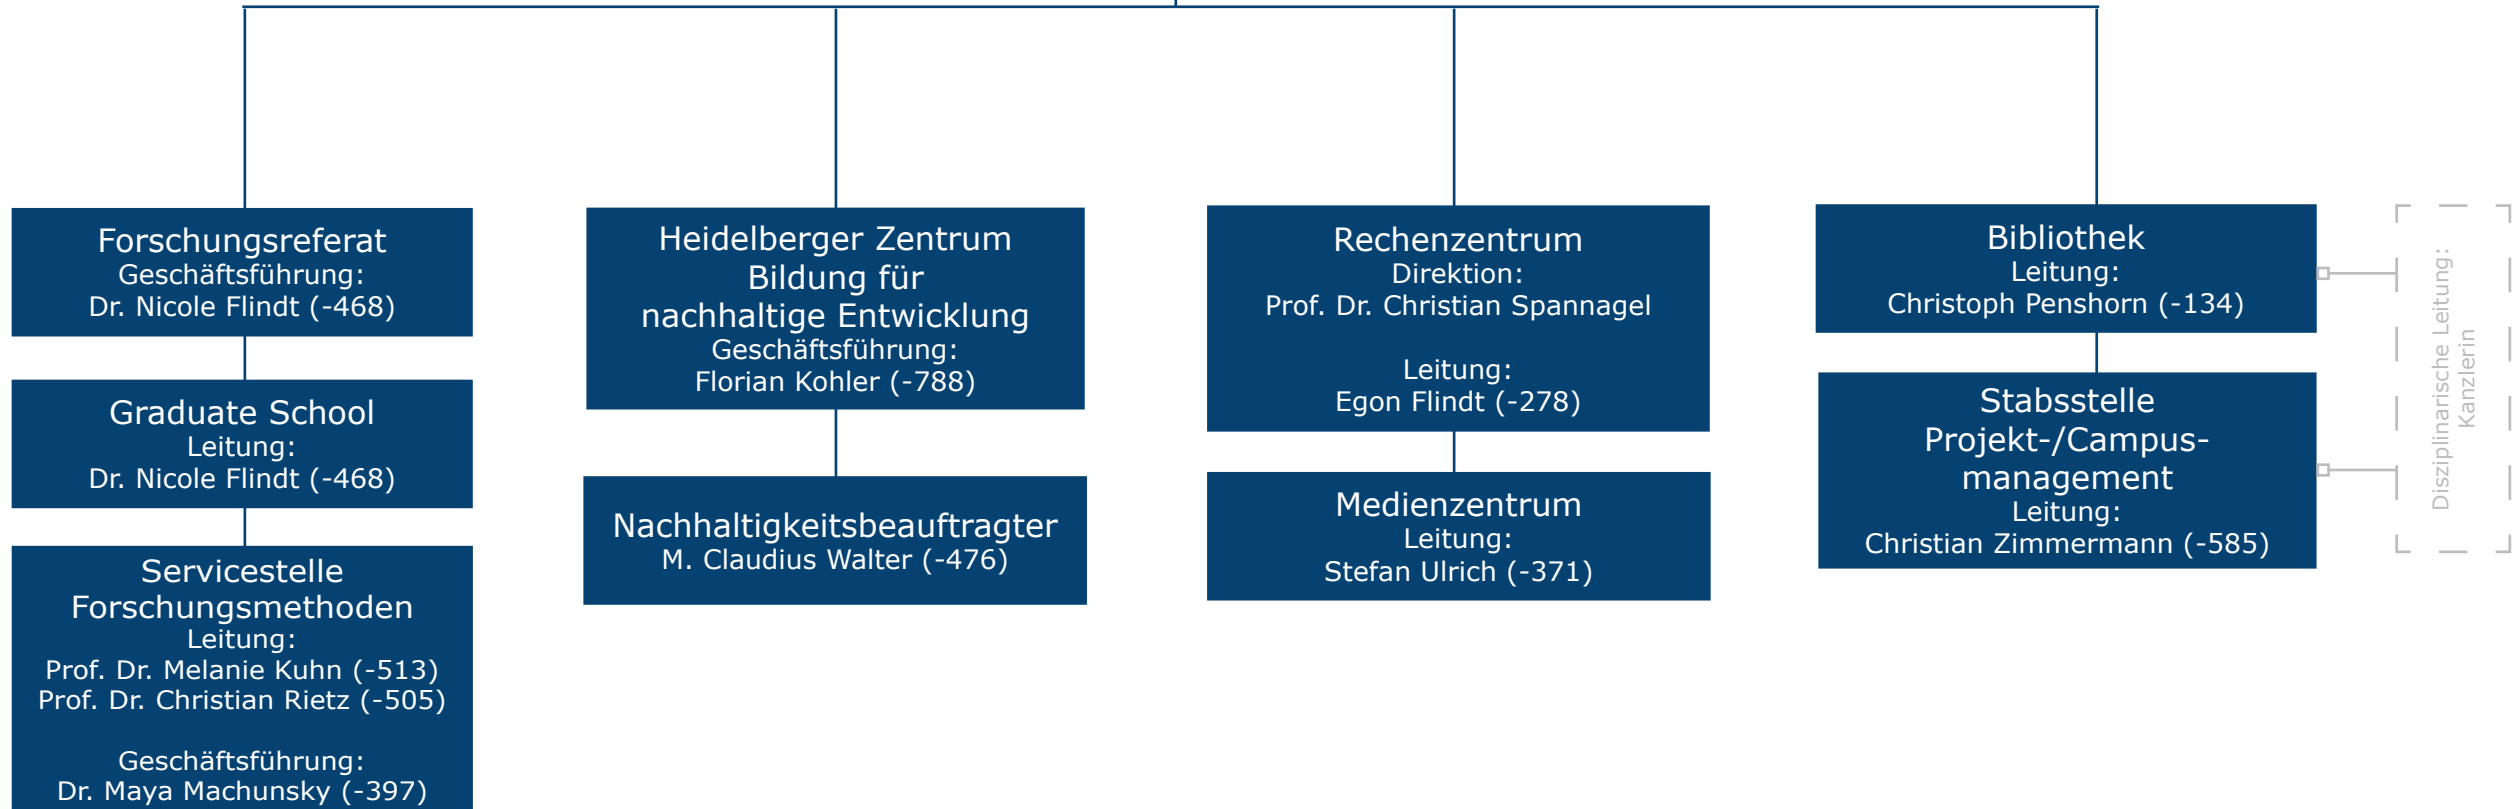 Forschungsreferat
Geschäftsführung:
Dr. Nicole Flindt (-468)
Graduate School
Leitung:
Dr. Nicole Flindt (-468)
Servicestelle
Forschungsmethoden
Leitung:
Prof. Dr. Melanie Kuhn (-513)
Prof. Dr. Christian Rietz (-505)
Geschäftsführung:
Dr. Maya Machunsky (-397)
Heidelberger Zentrum
Bildung für
nachhaltige Entwicklung
Geschäftsführung:
Florian Kohler (-788)
Nachhaltigkeitsbeauftragter
M. Claudius Walter (-476)
Rechenzentrum
Direktion:
Prof. Dr. Christian Spannagel
Leitung:
Egon Flindt (-278)
Medienzentrum
Leitung:
Stefan Ulrich (-371)
Bibliothek
Leitung:
Christoph Penshorn (-134)
Stabsstelle
Projekt-/Campus-
management
Leitung:
Christian Zimmermann (-585)
Disziplinarische Leitung:
Kanzlerin